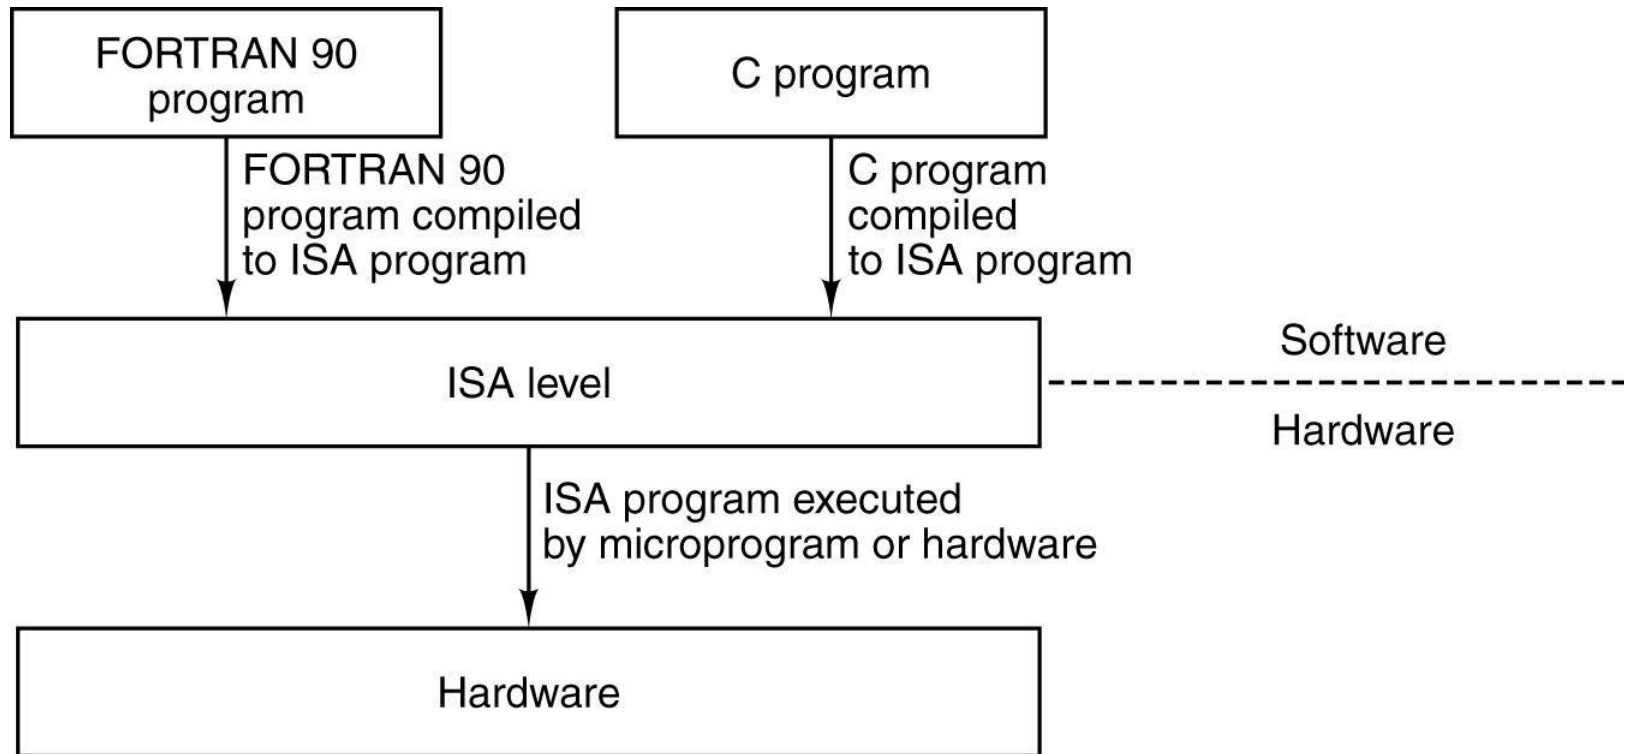 FORTRAN 90
program
C program
FORTRAN 90
program compiled
to ISA program
C program
compiled
to ISA program
Software
ISA level
Hardware
ISA program executed
by microprogram or hardware
Hardware